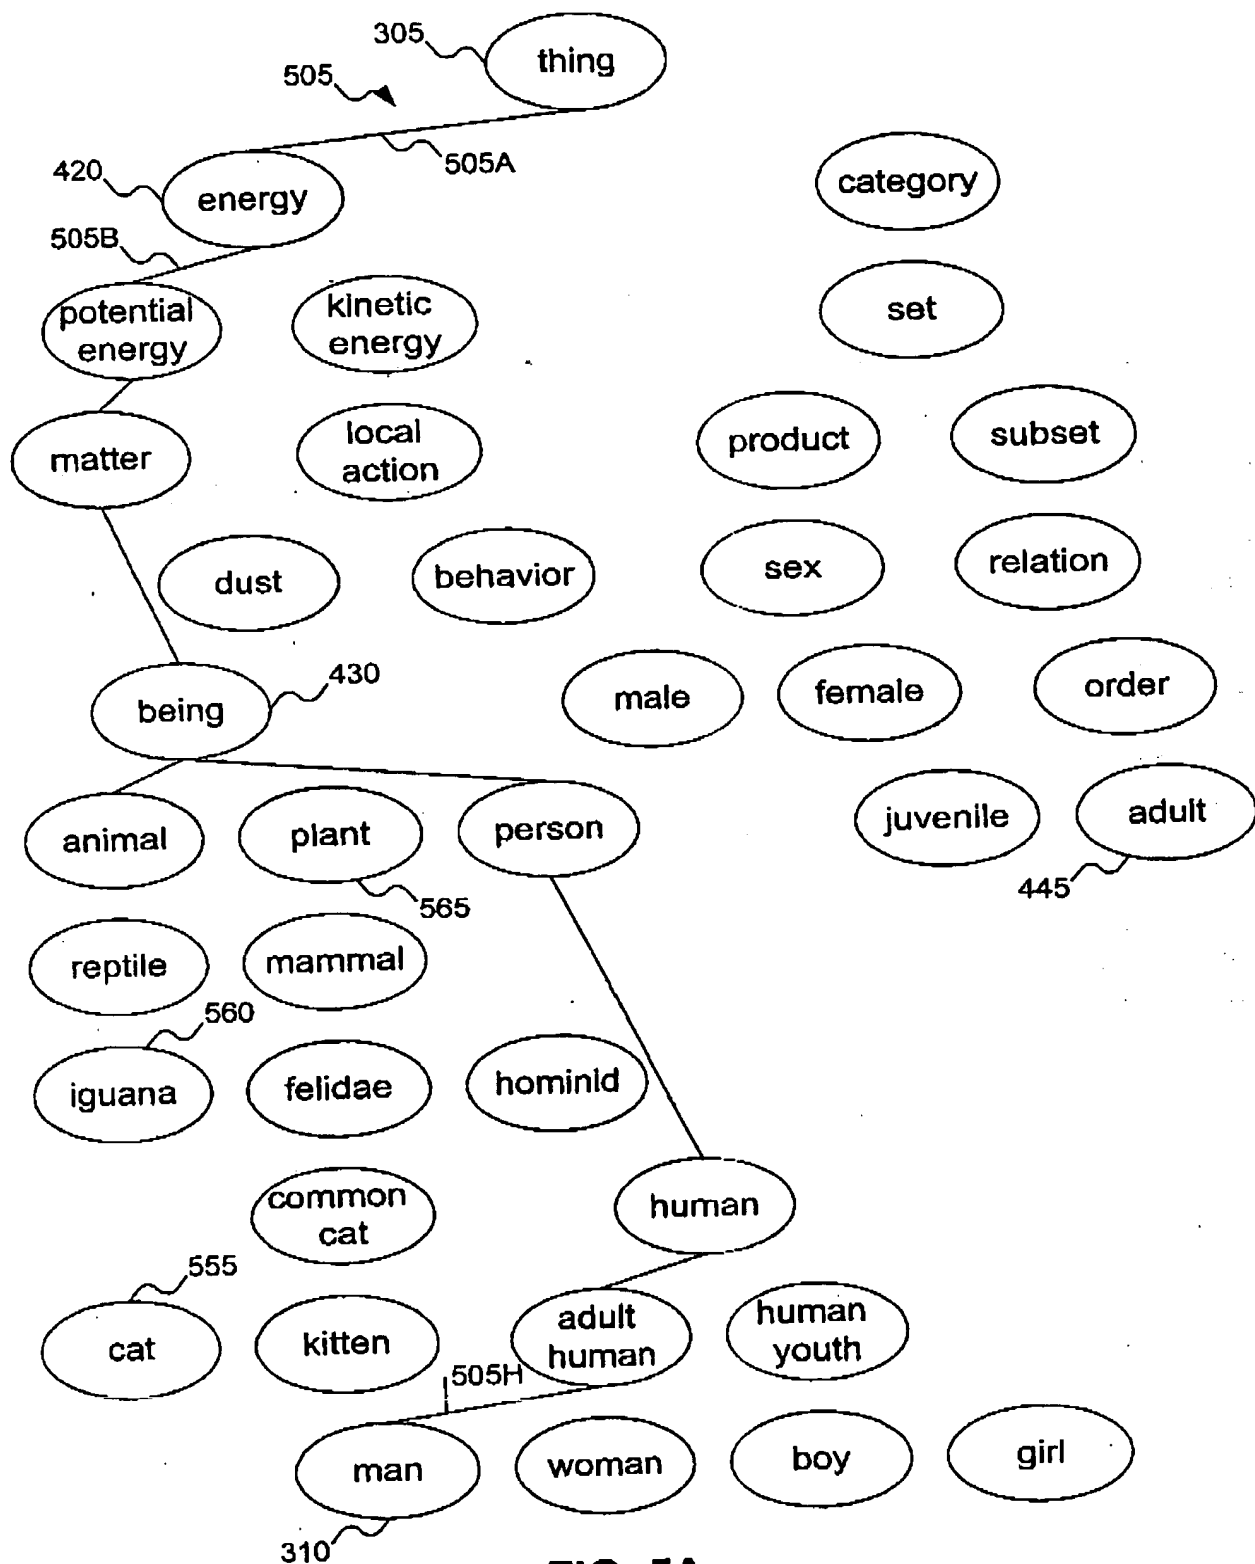 305
thing
505
505A
420
energy
category
505B
potential
energy
kinetic
energy
set
matter
local
action
product
subset
dust
behavior
sex
relation
being
430
male
female
order
animal
plant
person
juvenile
adult
565
445
reptile
mammal
560
iguana
felidae
hominid
common
cat
human
555
cat
kitten
adult
human
human
youth
505H
man
woman
boy
girl
310